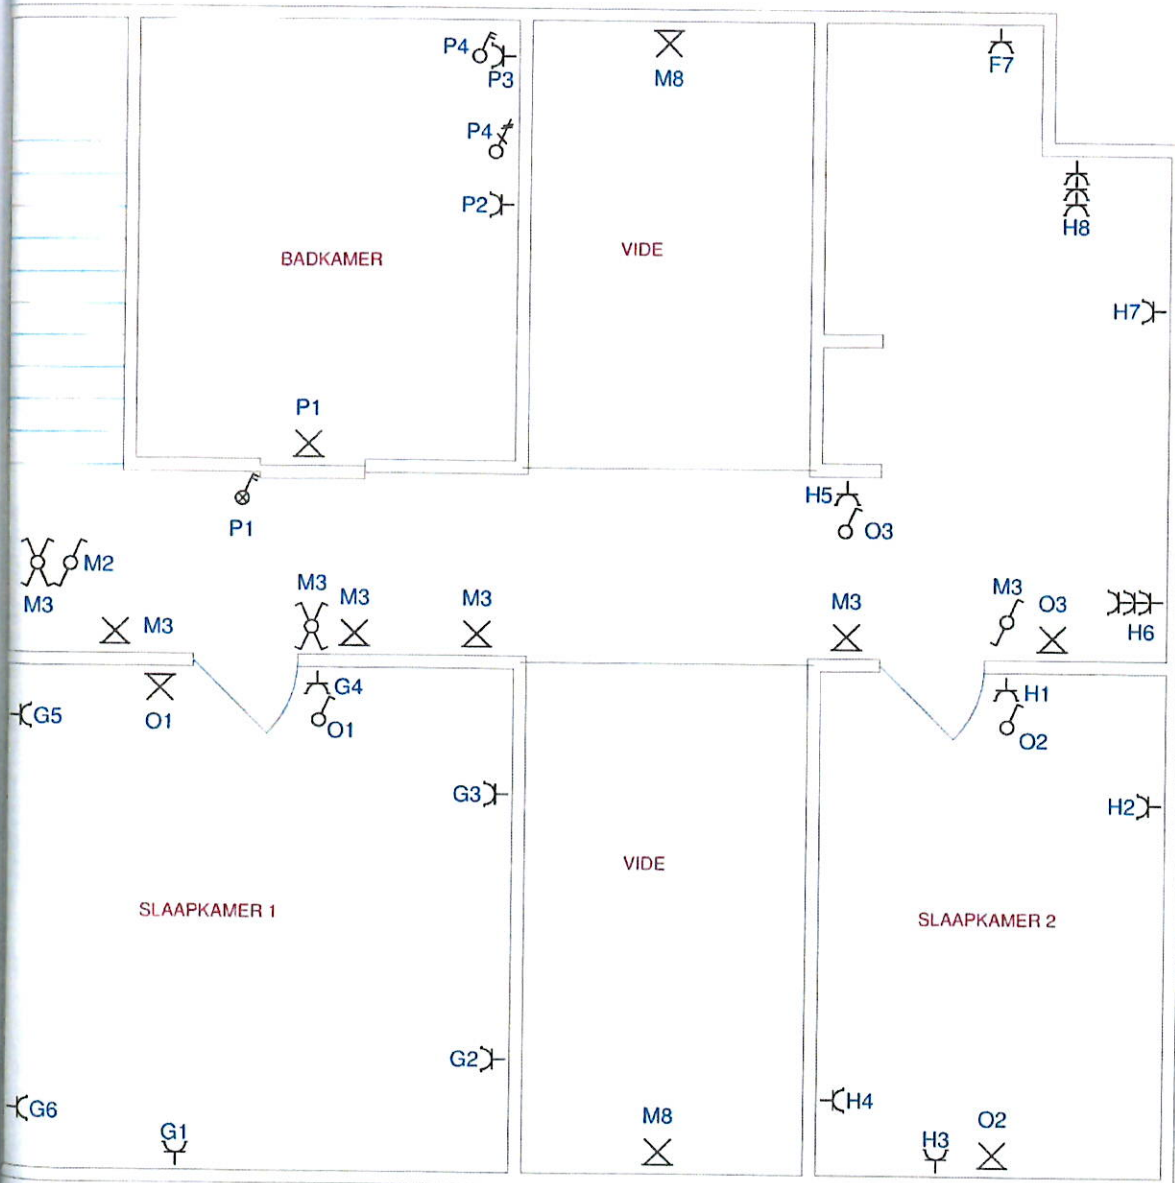 P4
P3
M8
F7
P4
P2
H8
BADKAMER
VIDE
H7
P1
P1
H5
O3
M2
M3
M3
M3
M3
M3
M3
M3
O3
H6
G5
O1
G4
O1
H1
O2
G3
H2
VIDE
SLAAPKAMER 1
SLAAPKAMER 2
G2
G6
G1
M8
H4
H3
O2